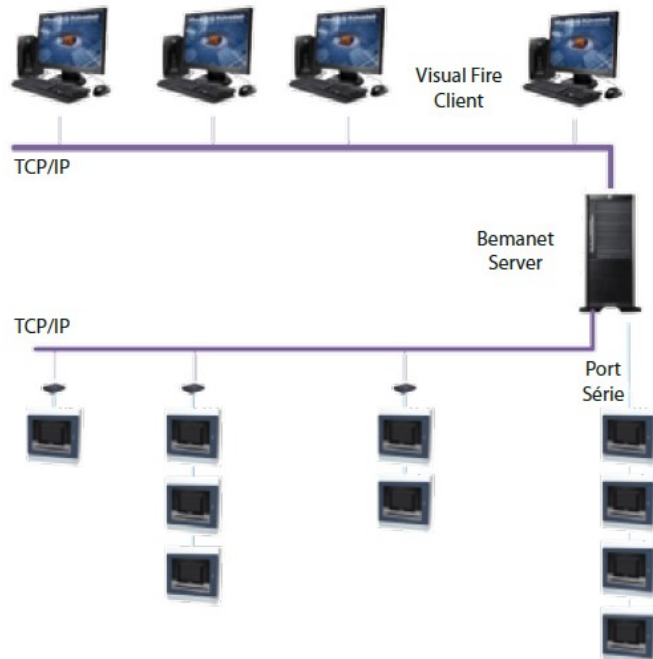 Visual Fire
Client
TCP/IP
Bemanet
Server
TCP/IP
Port
Série